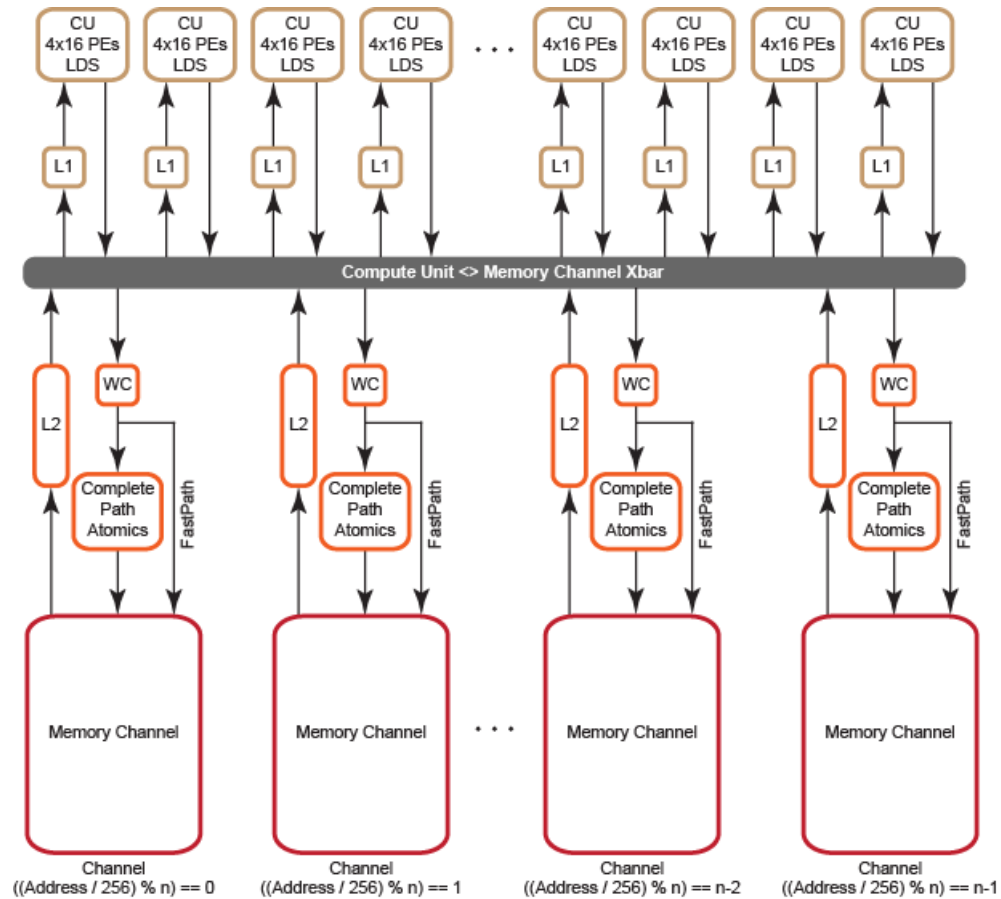 CU
4x16 PEs
LDS
CU
4x16 PEs
LDS
CU
4x16 PEs
LDS
CU
4x16 PEs
LDS
. . .
CU
4x16 PEs
LDS
CU
4x16 PEs
LDS
CU
4x16 PEs
LDS
CU
4x16 PEs
LDS
L1
L1
L1
L1
L1
L1
L1
L1
Compute Unit <> Memory Channel Xbar
L2
WC
Complete
Path
Atomics
FastPath
L2
WC
Complete
Path
Atomics
FastPath
L2
WC
Complete
Path
Atomics
FastPath
L2
WC
Complete
Path
Atomics
FastPath
Memory Channel
Memory Channel
. . .
Memory Channel
Memory Channel
Channel
((Address / 256) % n) == 0
Channel
((Address / 256) % n) == 1
Channel
((Address / 256) % n) == n-2
Channel
((Address / 256) % n) == n-1